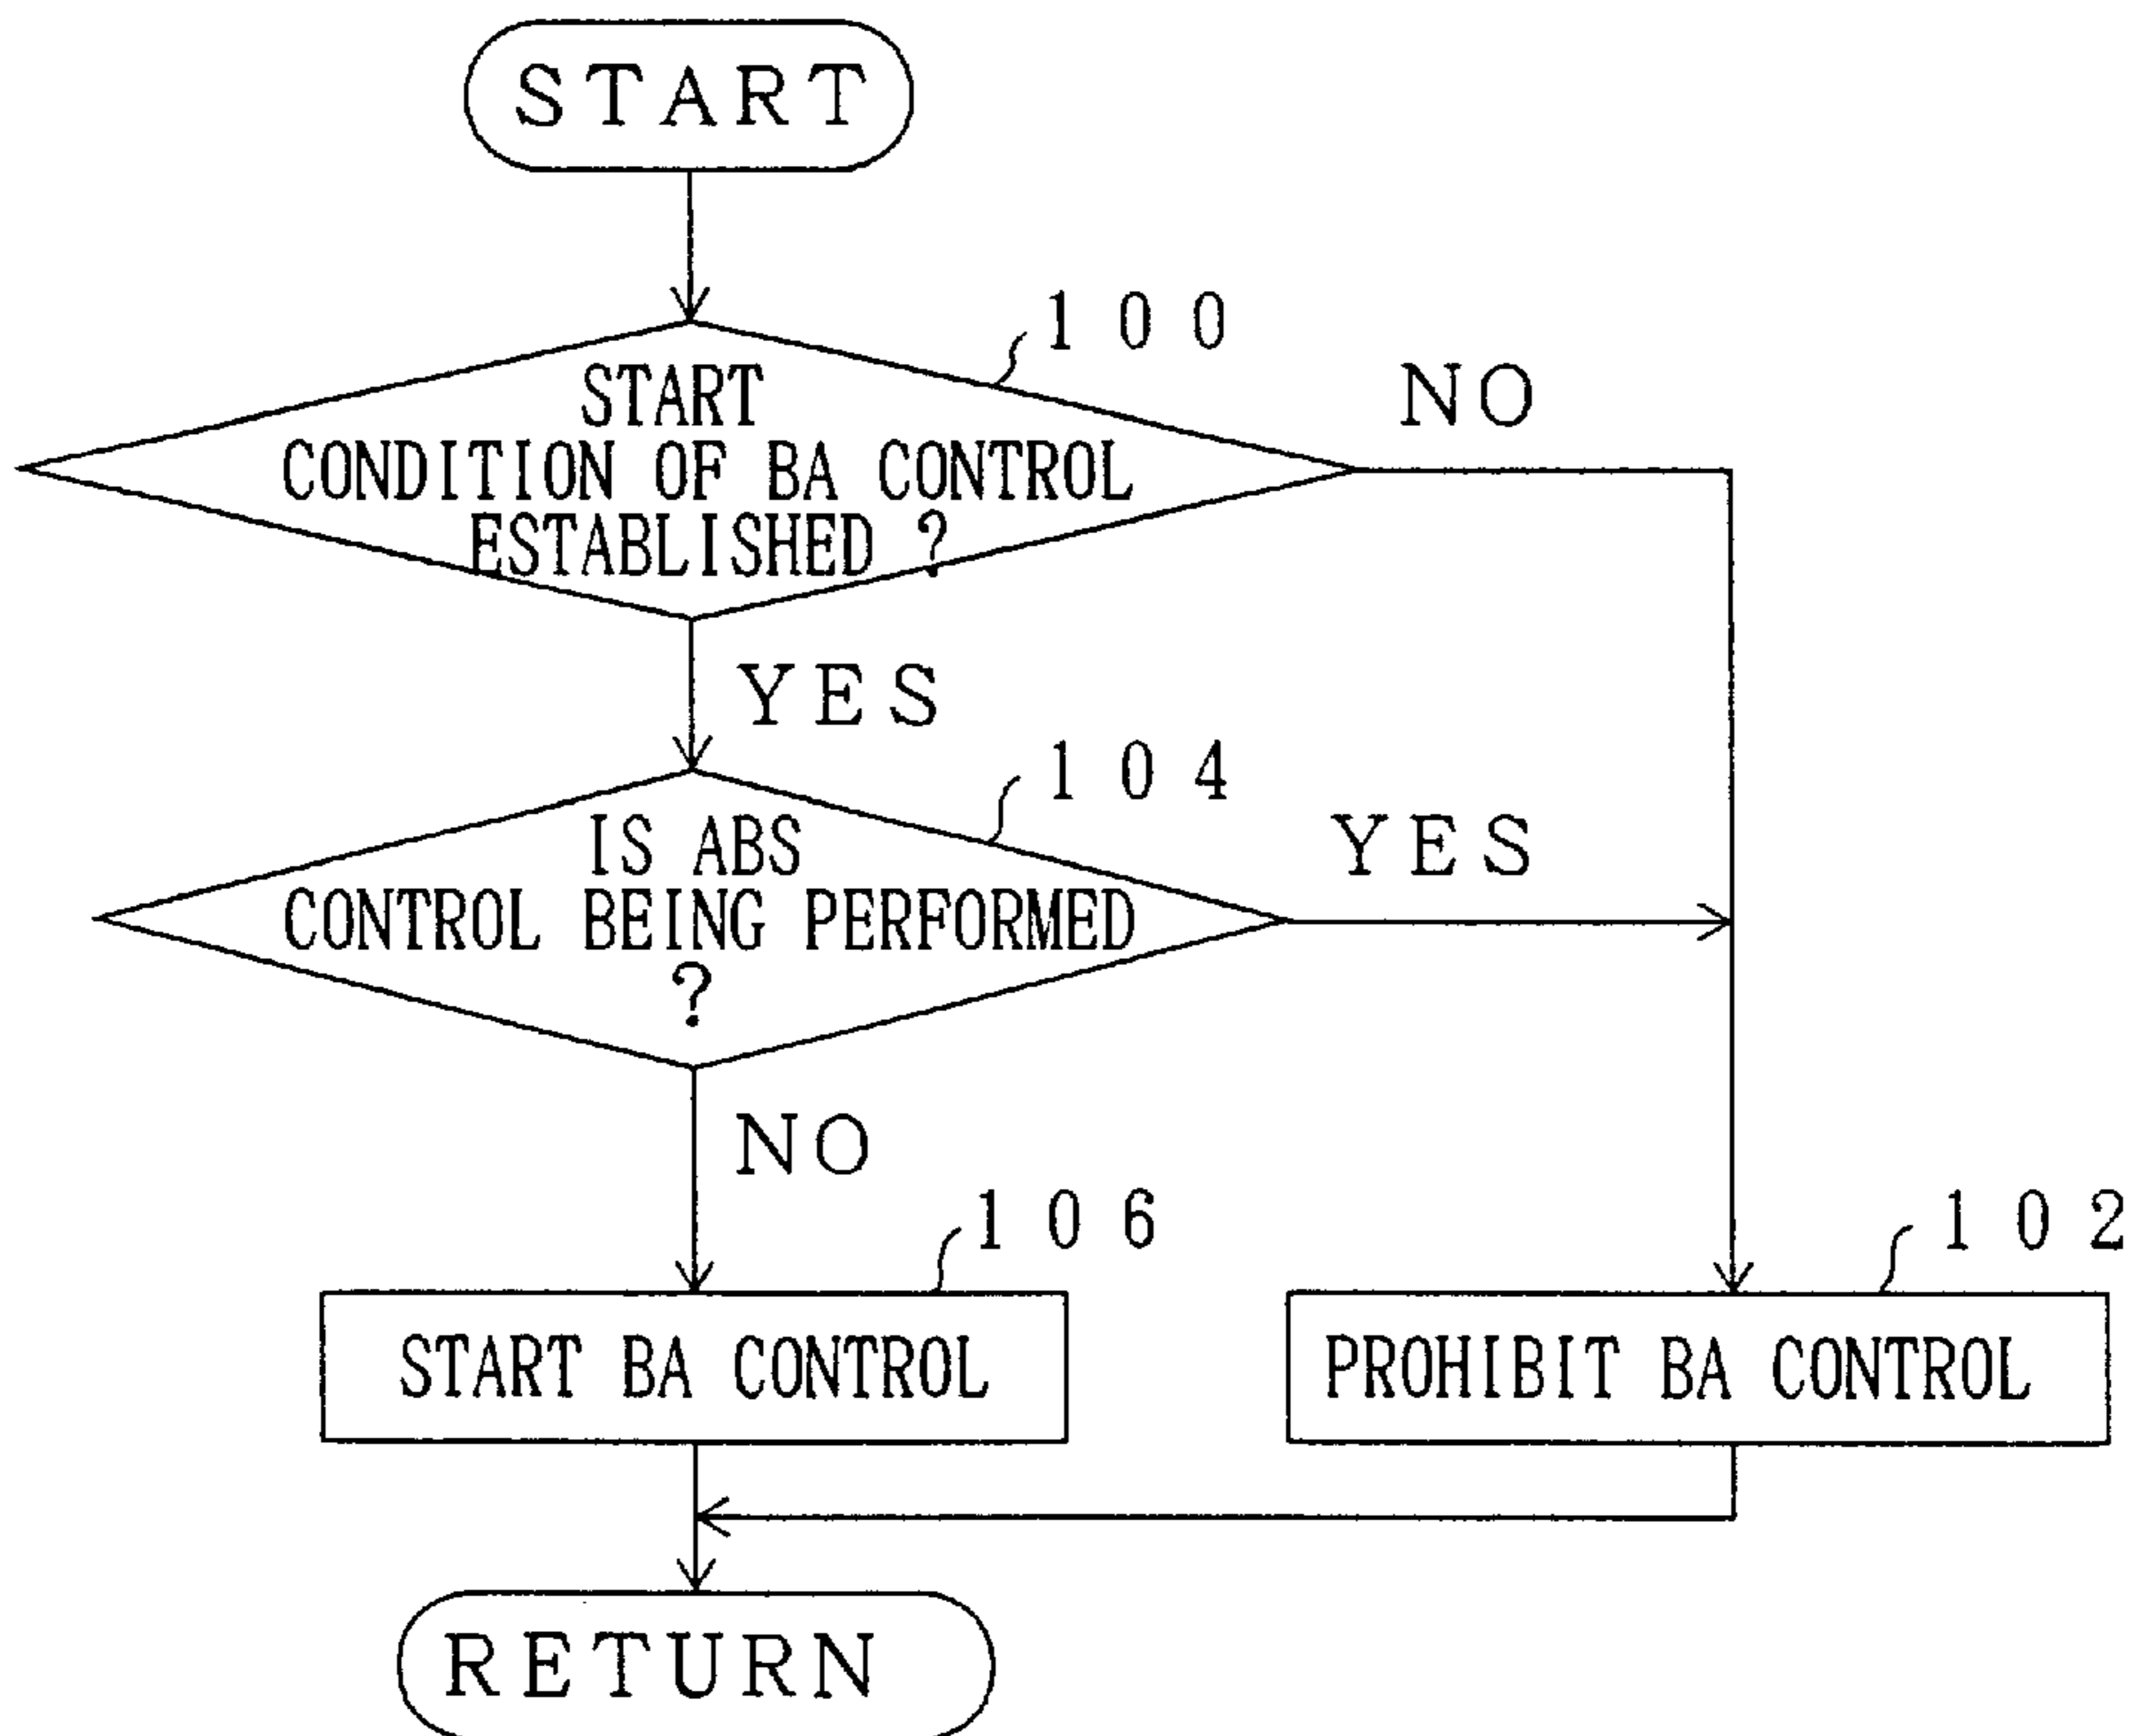 START
100
START
CONDITION OF BA CONTROL
ESTABLISHED ?
NO
YES
104
IS ABS
CONTROL BEING PERFORMED
?
YES
NO
106
102
START BA CONTROL
PROHIBIT BA CONTROL
RETURN